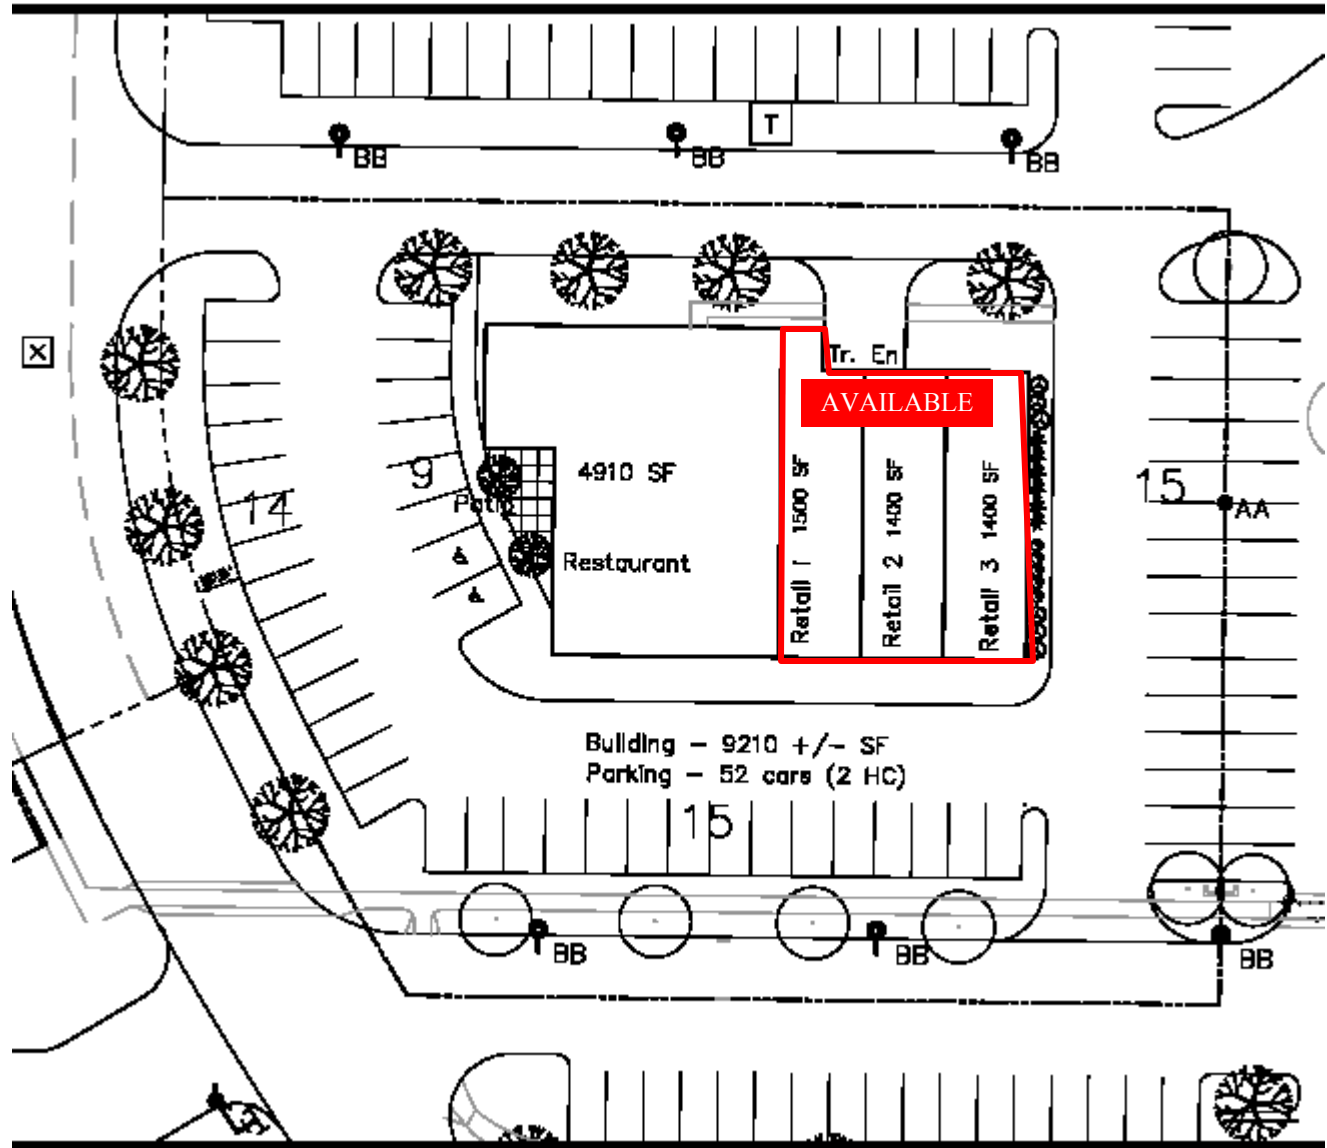 T
BB
BB
BB
Tr. En
AVAILABLE
9
14
15
4910 SF
Patio
Restaurant
Retail 1 1500 SF
Retail 2 1400 SF
Retail 3 1400 SF
AA
Building - 9210 +/- SF
Parking - 52 cars (2 HC)
15
BB
BB
BB